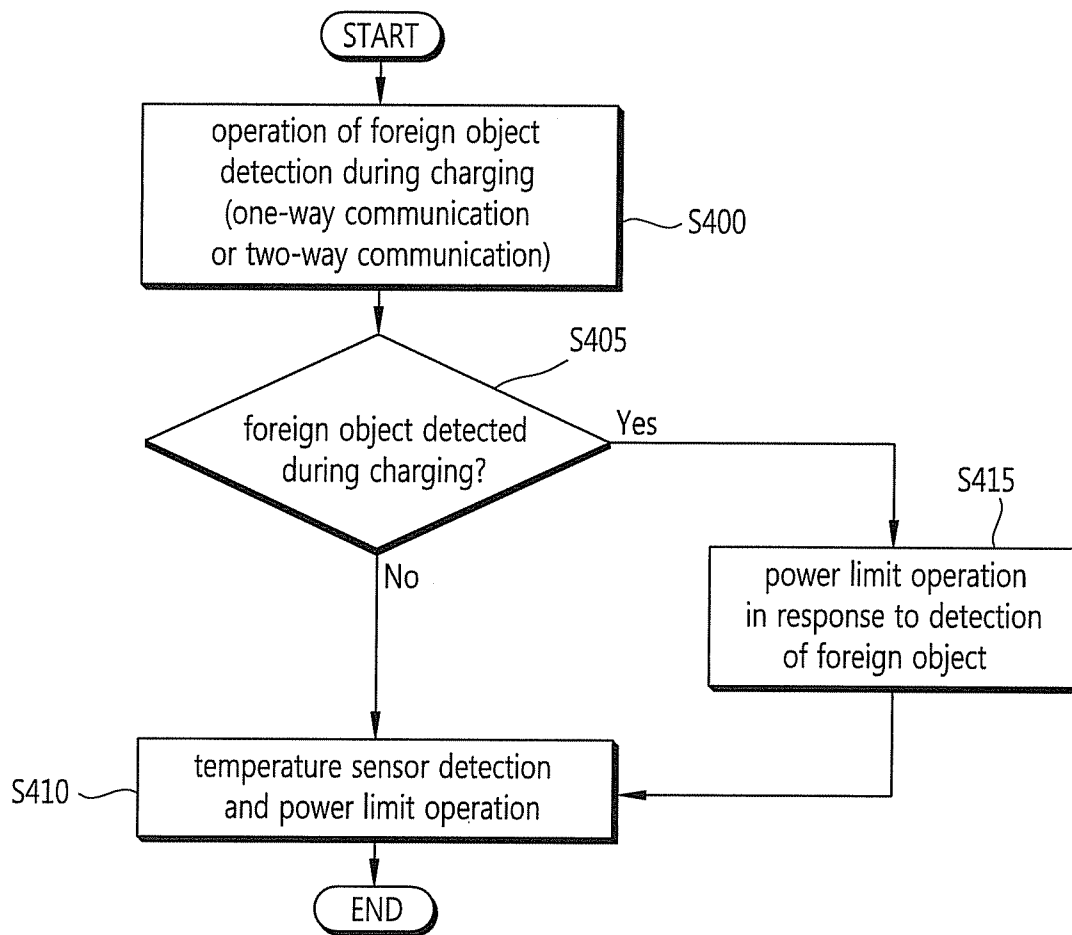 START
operation of foreign object
detection during charging
(one-way communication
or two-way communication)
S400
S405
foreign object detected
during charging?
Yes
No
S415
power limit operation
in response to detection
of foreign object
S410
temperature sensor detection
and power limit operation
END